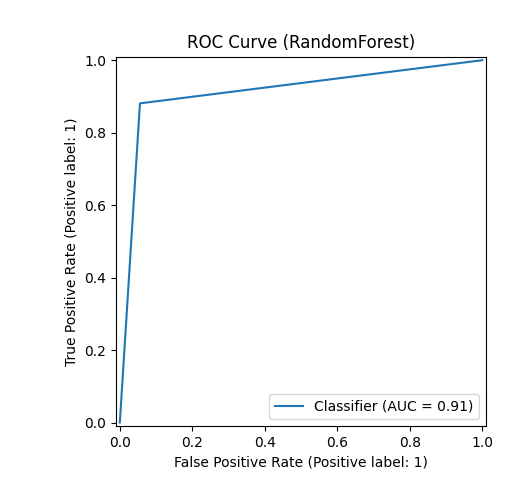 ROC Curve (RandomForest)
1.0
0.8
0.6
0.4
0.2
0.0
True Positive Rate (Positive label: 1)
Classifier (AUC = 0.91)
0.0 0.2 0.4 0.6 0.8 1.0
False Positive Rate (Positive label: 1)